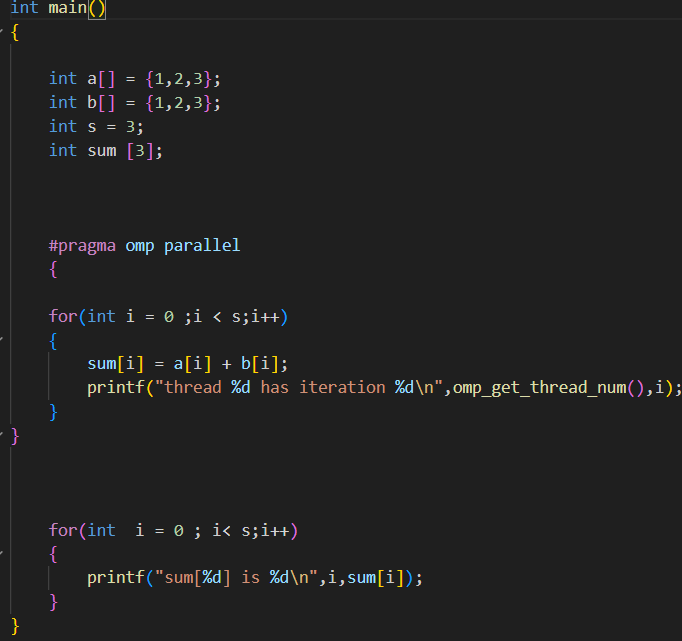 int main()
{
int a[] = {1,2,3};
int b[] = {1,2,3};
int s = 3;
int sum [3];
#pragma omp parallel
{
for(int i = 0 ;i < s;i++)
{
sum[i] = a[i] + b[i];
printf("thread %d has iteration %d\n",omp_get_thread_num(),i);
}
}
for(int  i = 0 ; i< s;i++)
{
printf("sum[%d] is %d\n",i,sum[i]);
}
}